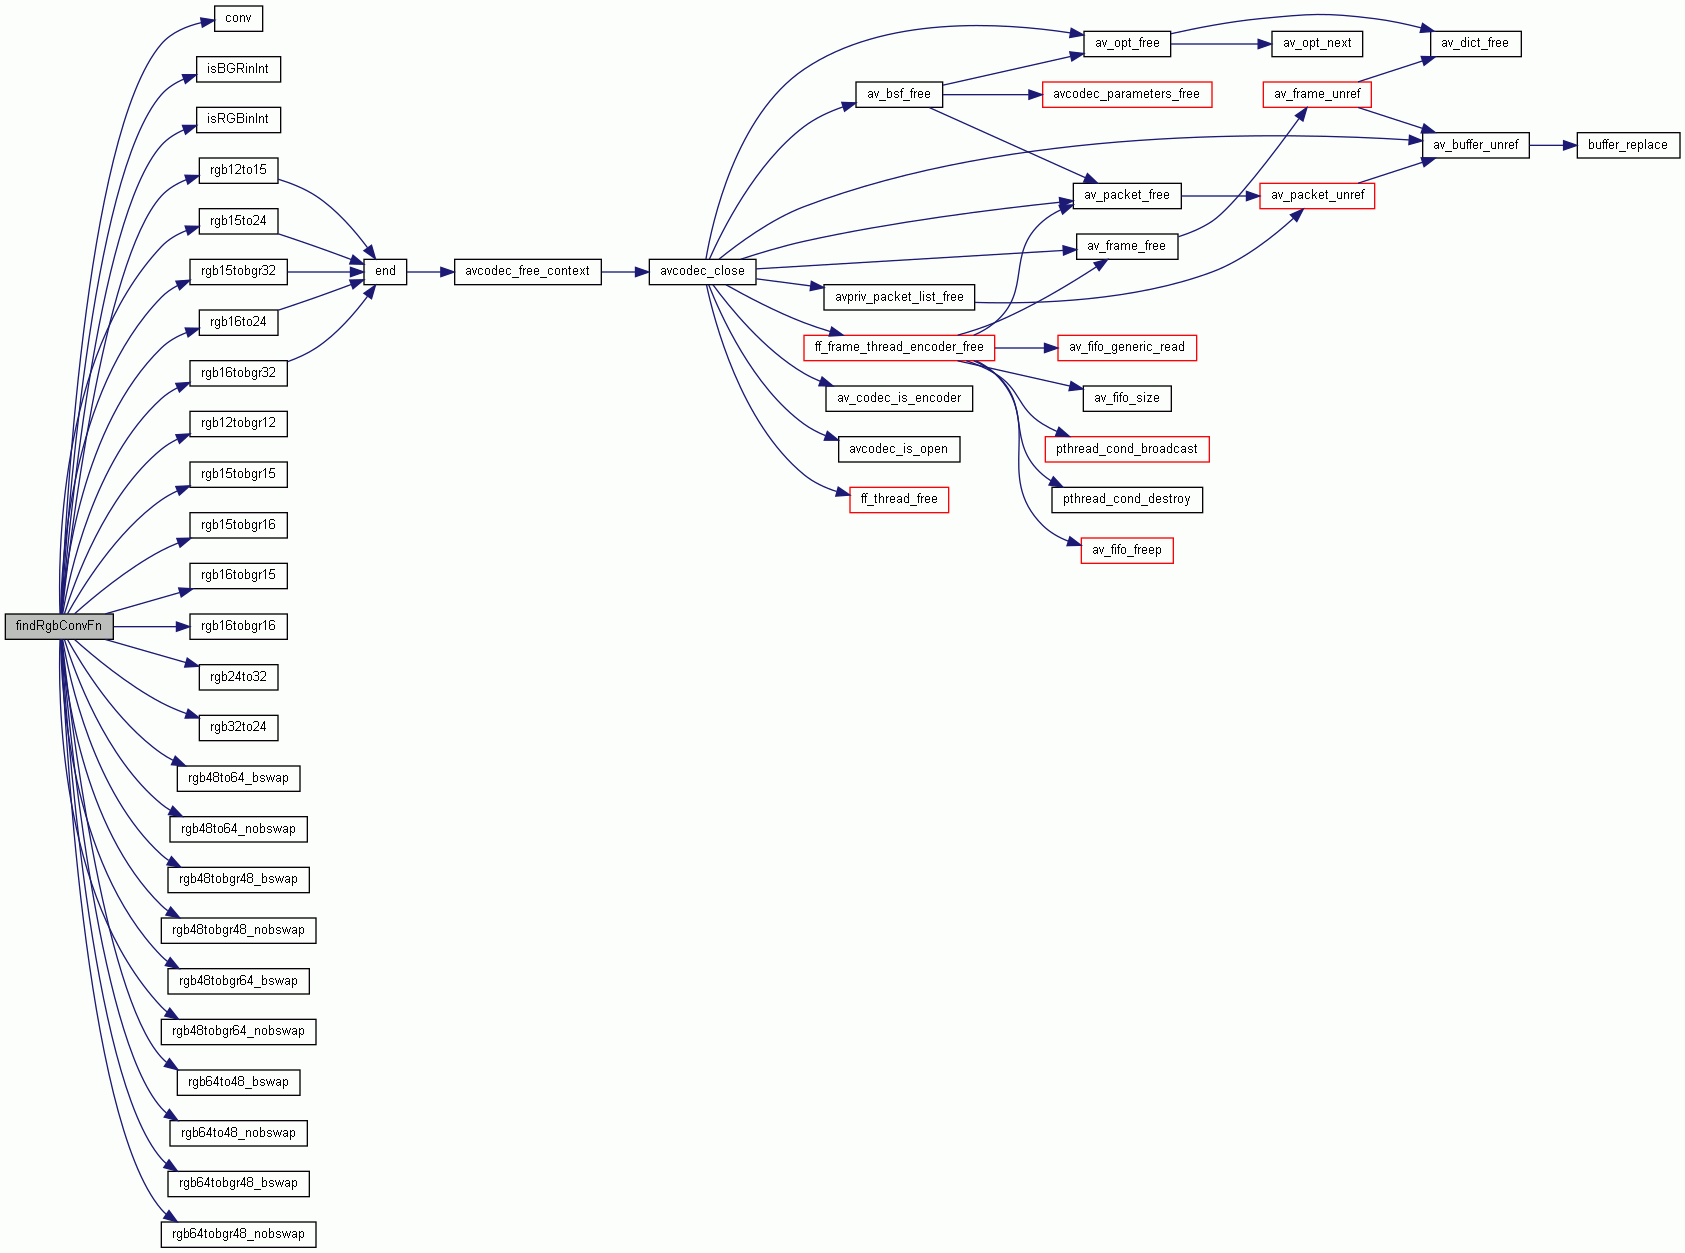 conv
isBGRinInt
isRGBinInt
rgb12to15
rgb15to24
rgb15tobgr32
rgb16to24
rgb16tobgr32
rgb12tobgr12
rgb15tobgr15
rgb15tobgr16
rgb16tobgr15
findRgbConvFn
rgb16tobgr16
rgb24to32
rgb32to24
rgb48to64_bswap
rgb48to64_nobswap
rgb48tobgr48_bswap
rgb48tobgr48_nobswap
rgb48tobgr64_bswap
rgb48tobgr64_nobswap
rgb64to48_bswap
rgb64to48_nobswap
rgb64tobgr48_bswap
rgb64tobgr48_nobswap
end
avcodec_free_context
avcodec_close
av_bsf_free
avpriv_packet_list_free
ff_frame_thread_encoder_free
av_codec_is_encoder
avcodec_is_open
ff_thread_free
av_opt_free
avcodec_parameters_free
av_packet_free
av_frame_free
av_fifo_generic_read
av_fifo_size
pthread_cond_broadcast
pthread_cond_destroy
av_fifo_freep
av_opt_next
av_frame_unref
av_packet_unref
av_dict_free
av_buffer_unref
buffer_replace